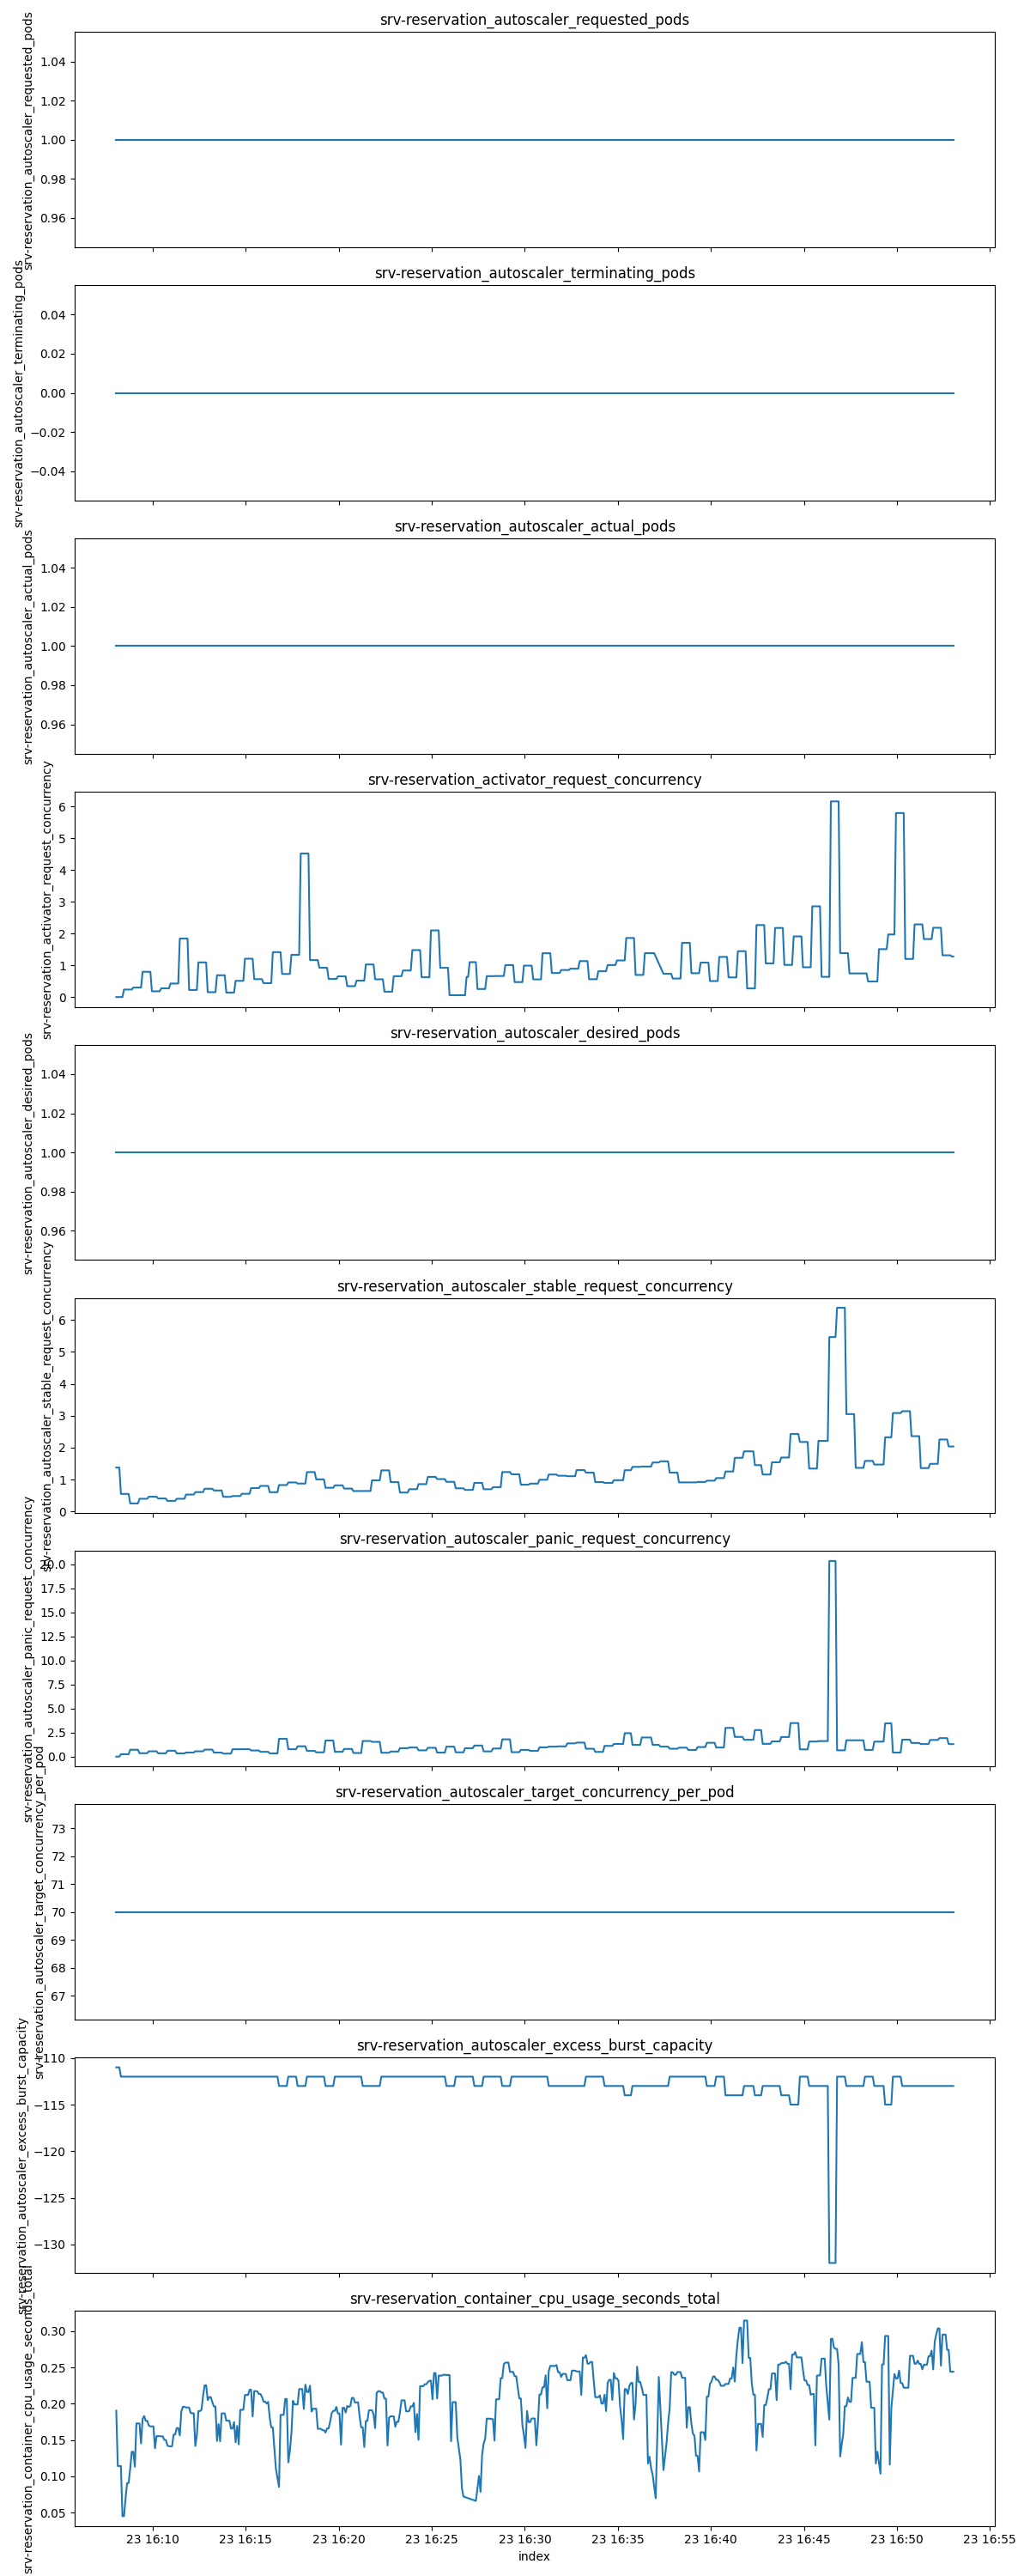 srv-reservation_autoscaler_requested_pods
srv-reservation_autoscaler_requested_pods
1.04
1.02
1.00
0.98
0.96
srv-reservation_autoscaler_terminating_pods
srv-reservation_autoscaler_terminating_pods
0.04
0.02
0.00
−0.02
−0.04
srv-reservation_autoscaler_actual_pods
srv-reservation_autoscaler_actual_pods
1.04
1.02
1.00
0.98
0.96
srv-reservation_activator_request_concurrency
srv-reservation_activator_request_concurrency
6
5
4
3
2
1
0
srv-reservation_autoscaler_desired_pods
srv-reservation_autoscaler_desired_pods
1.04
1.02
1.00
0.98
0.96
srv-reservation_autoscaler_stable_request_concurrency
srv-reservation_autoscaler_stable_request_concurrency
6
5
4
3
2
1
0
srv-reservation_autoscaler_panic_request_concurrency
srv-reservation_autoscaler_panic_request_concurrency
20.0
17.5
15.0
12.5
10.0
7.5
5.0
2.5
0.0
srv-reservation_autoscaler_target_concurrency_per_pod
srv-reservation_autoscaler_target_concurrency_per_pod
73
72
71
70
69
68
67
srv-reservation_autoscaler_excess_burst_capacity
srv-reservation_autoscaler_excess_burst_capacity
−110
−115
−120
−125
−130
srv-reservation_container_cpu_usage_seconds_total
srv-reservation_container_cpu_usage_seconds_total
0.30
0.25
0.20
0.15
0.10
0.05
23 16:10 23 16:15 23 16:20 23 16:25 23 16:30 23 16:35 23 16:40 23 16:45 23 16:50 23 16:55
index